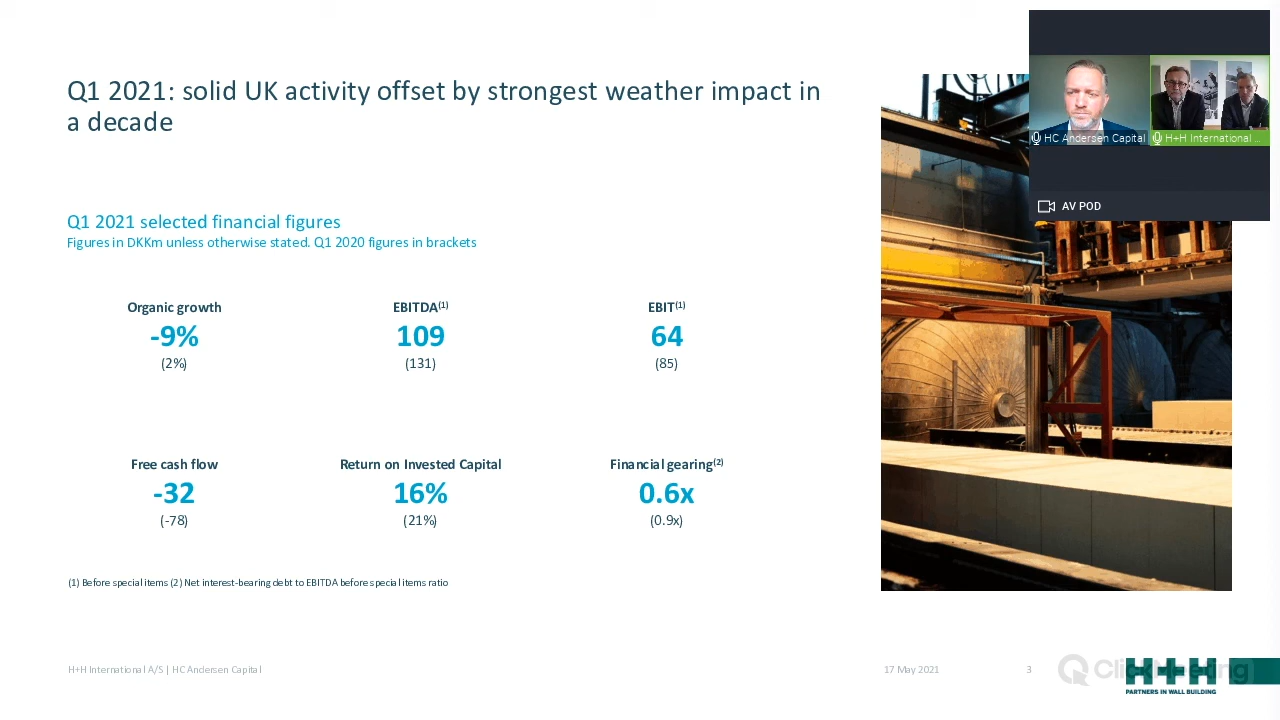 Q1 2021: solid UK activity offset by strongest weather impact in
a decade
HC Andersen Capital
H+H International ...
AV POD
Q1 2021 selected financial figures
Figures in DKKm unless otherwise stated. Q1 2020 figures in brackets
Organic growth
-9%
(2%)
EBITDA(1)
109
(131)
EBIT(1)
64
(85)
Free cash flow
-32
(-78)
Return on Invested Capital
16%
(21%)
Financial gearing(2)
0.6x
(0.9x)
(1) Before special items (2) Net interest-bearing debt to EBITDA before special items ratio
H+H International A/S | HC Andersen Capital
17 May 2021
3
ClickMeeting
H+H
PARTNERS IN WALL BUILDING